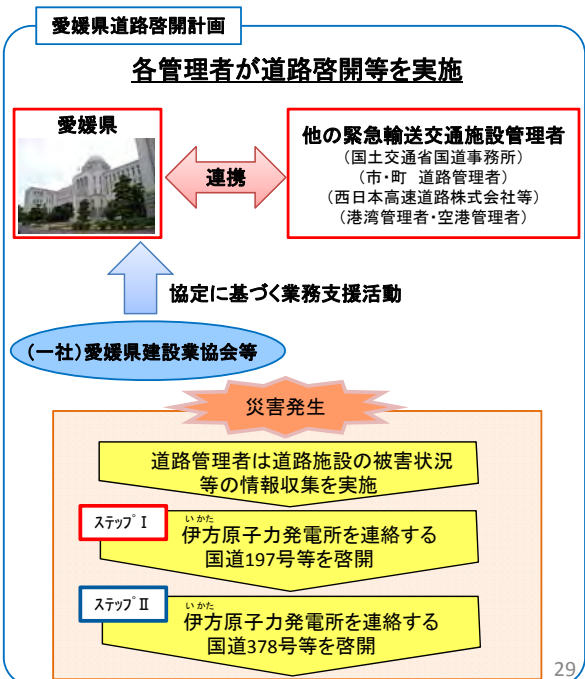 愛媛県道路啓開計画
各管理者が道路啓開等を実施
愛媛県
連携
他の緊急輸送交通施設管理者
（国土交通省国道事務所）
（市・町 道路管理者）
（西日本高速道路株式会社等）
（港湾管理者・空港管理者）
協定に基づく業務支援活動
（一社）愛媛県建設業協会等
災害発生
道路管理者は道路施設の被害状況
等の情報収集を実施
ステップⅠ
いかた
伊方原子力発電所を連絡する
国道197号等を啓開
ステップⅡ
いかた
伊方原子力発電所を連絡する
国道378号等を啓開
29